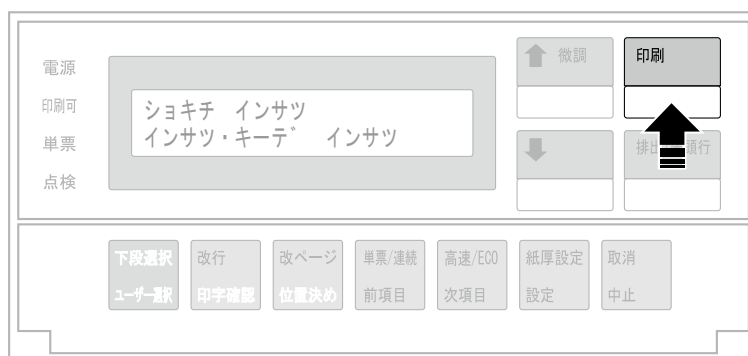 電源
印刷可
単票
点検
ショキチ インサツ
インサツ・キーデ゛ インサツ
微調
印刷
排出
頭行
下段選択
ユーザー選択
改行
印字確認
改ページ
位置決め
単票/連続
前項目
高速/ECO
次項目
紙厚設定
設定
取消
中止